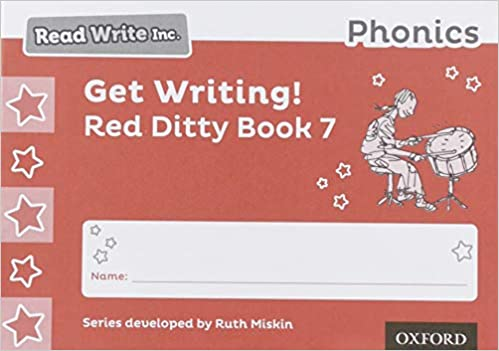 Read Write Inc.
Phonics
Get Writing!
Red Ditty Book 7
Name:
Series developed by Ruth Miskin
OXFORD